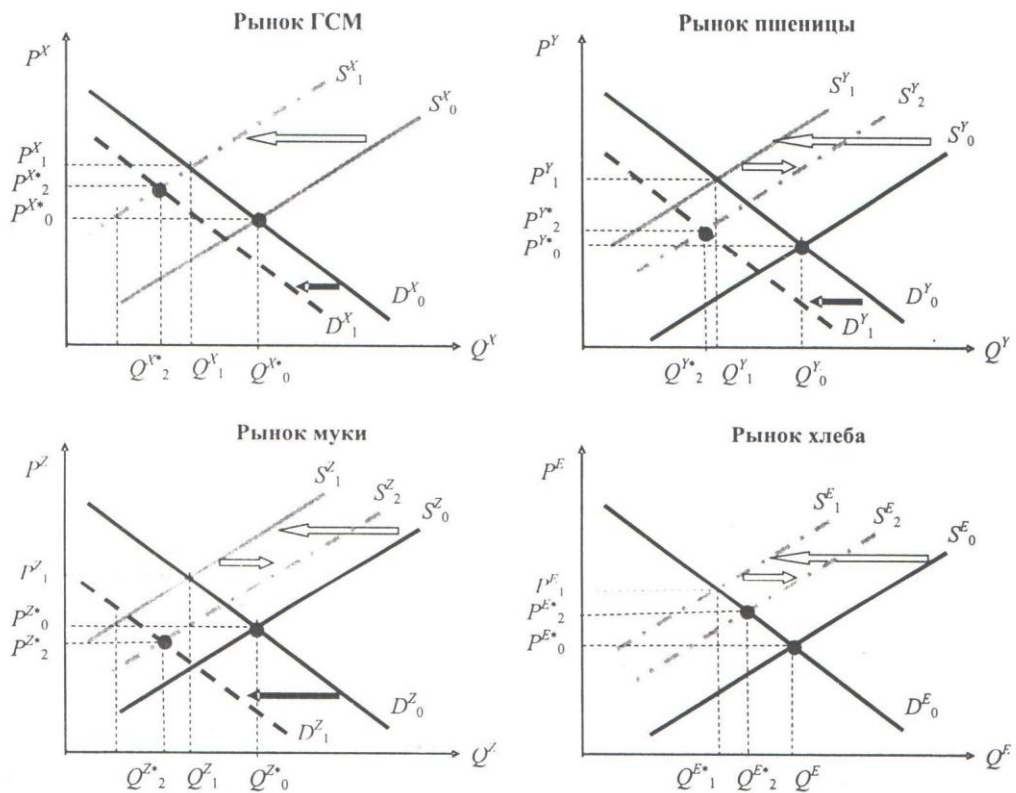 Рынок ГСМ
P^X
S^X_1
S^X_0
P^X_1
P^X*_2
P^X*_0
D^X_0
D^X_1
Q^X
Q^X*_2
Q^X_1
Q^X*_0
Рынок пшеницы
P^Y
S^Y_1
S^Y_2
S^Y_0
P^Y_1
P^Y*_2
P^Y*_0
D^Y_0
D^Y_1
Q^Y
Q^Y*_2
Q^Y_1
Q^Y_0
Рынок муки
P^Z
S^Z_1
S^Z_2
S^Z_0
P^Z_1
P^Z*_0
P^Z*_2
D^Z_0
D^Z_1
Q^Z
Q^Z*_2
Q^Z_1
Q^Z*_0
Рынок хлеба
P^E
S^E_1
S^E_2
S^E_0
P^E_1
P^E*_2
P^E*_0
D^E_0
Q^E
Q^E*_1
Q^E*_2
Q^E